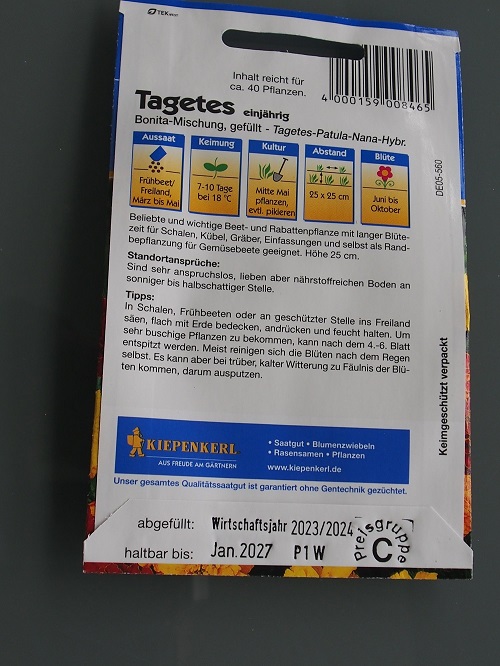 TEK
Inhalt reicht für
ca. 40 Pflanzen.
4 000159 008465
Tagetes einjährig
Bonita-Mischung, gefüllt - Tagetes-Patula-Nana-Hybr.
Aussaat
Frühbeet/
Freiland,
März bis Mai
Keimung
7-10 Tage
bei 18 °C
Kultur
Mitte Mai
pflanzen,
evtl. pikieren
Abstand
25 x 25 cm
Blüte
Juni bis
Oktober
DE05-560
Beliebte und wichtige Beet- und Rabattenpflanze mit langer Blüte-
zeit für Schalen, Kübel, Gräber, Einfassungen und selbst als Rand-
bepflanzung für Gemüsebeete geeignet. Höhe 25 cm.
Standortansprüche:
Sind sehr anspruchslos, lieben aber nährstoffreichen Boden an
sonniger bis halbschattiger Stelle.
Tipps:
In Schalen, Frühbeeten oder an geschützter Stelle ins Freiland
säen, flach mit Erde bedecken, andrücken und feucht halten. Um
sehr buschige Pflanzen zu bekommen, kann nach dem 4.-6. Blatt
entspitzt werden. Meist reinigen sich die Blüten nach dem Regen
selbst. Es kann aber bei trüber, kalter Witterung zu Fäulnis der Blü-
ten kommen, darum ausputzen.
Keimgeschützt verpackt
KIEPENKERL
AUS FREUDE AM GÄRTNERN
• Saatgut • Blumenzwiebeln
• Rasensamen • Pflanzen
www.kiepenkerl.de
Unser gesamtes Qualitätssaatgut ist garantiert ohne Gentechnik gezüchtet.
abgefüllt: Wirtschaftsjahr 2023/2024
haltbar bis: Jan.2027 P1W
Preisgruppe
C